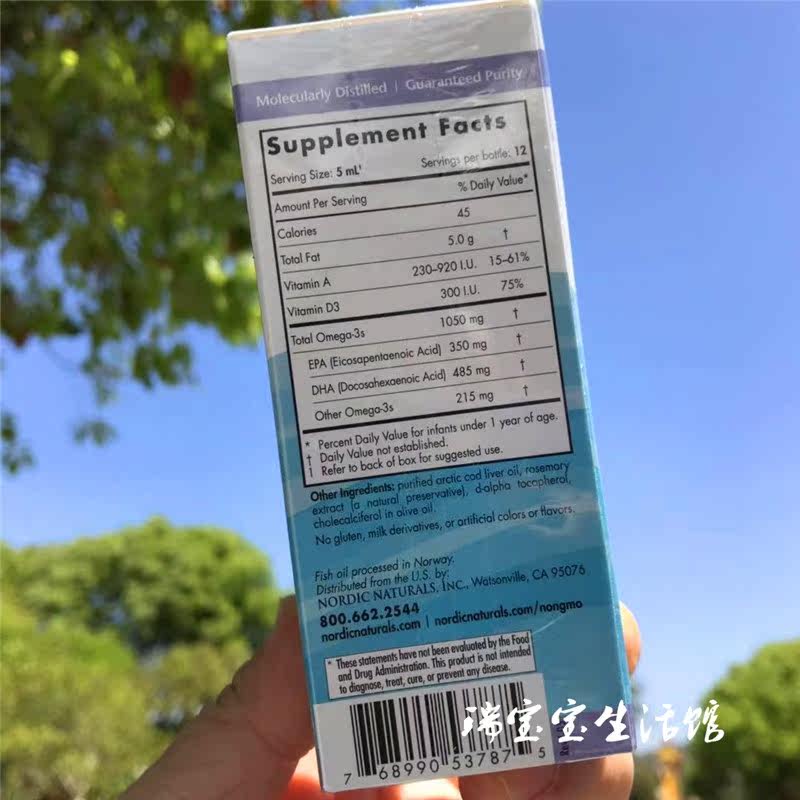 Molecularly Distilled | Guaranteed Purity
Supplement Facts
Serving Size: 5 mL¹ Servings per bottle: 12
Amount Per Serving % Daily Value*
Calories 45
Total Fat 5.0 g †
Vitamin A 230–920 I.U. 15–61%
Vitamin D3 300 I.U. 75%
Total Omega-3s 1050 mg †
EPA (Eicosapentaenoic Acid) 350 mg †
DHA (Docosahexaenoic Acid) 485 mg †
Other Omega-3s 215 mg †
* Percent Daily Value for infants under 1 year of age.
† Daily Value not established.
1 Refer to back of box for suggested use.
Other Ingredients: purified arctic cod liver oil, rosemary
extract (a natural preservative), d-alpha tocopherol,
cholecalciferol in olive oil.
No gluten, milk derivatives, or artificial colors or flavors.
Fish oil processed in Norway.
Distributed from the U.S. by:
NORDIC NATURALS, INC., Watsonville, CA 95076
800.662.2544
nordicnaturals.com | nordicnaturals.com/nongmo
* These statements have not been evaluated by the Food
and Drug Administration. This product is not intended
to diagnose, treat, cure, or prevent any disease.
7 68990 53787 5
瑞宝宝生活馆